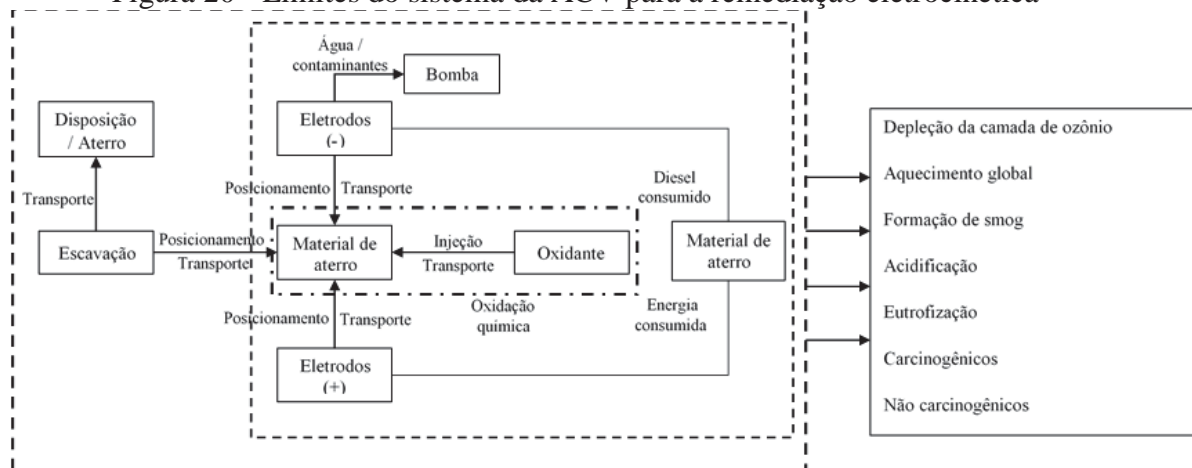 Figura - Limites do sistema da ACV para a remediação eletrocinética
Água /
contaminantes
Bomba
Disposição
/ Aterro
Eletrodos
(-)
Transporte
Posicionamento
Transporte
Diesel
consumido
Escavação
Posicionamento
Transporte
Material de
aterro
Injeção
Transporte
Oxidante
Material de
aterro
Oxidação
química
Posicionamento
Transporte
Energia
consumida
Eletrodos
(+)
Depleção da camada de ozônio
Aquecimento global
Formação de smog
Acidificação
Eutrofização
Carcinogênicos
Não carcinogênicos